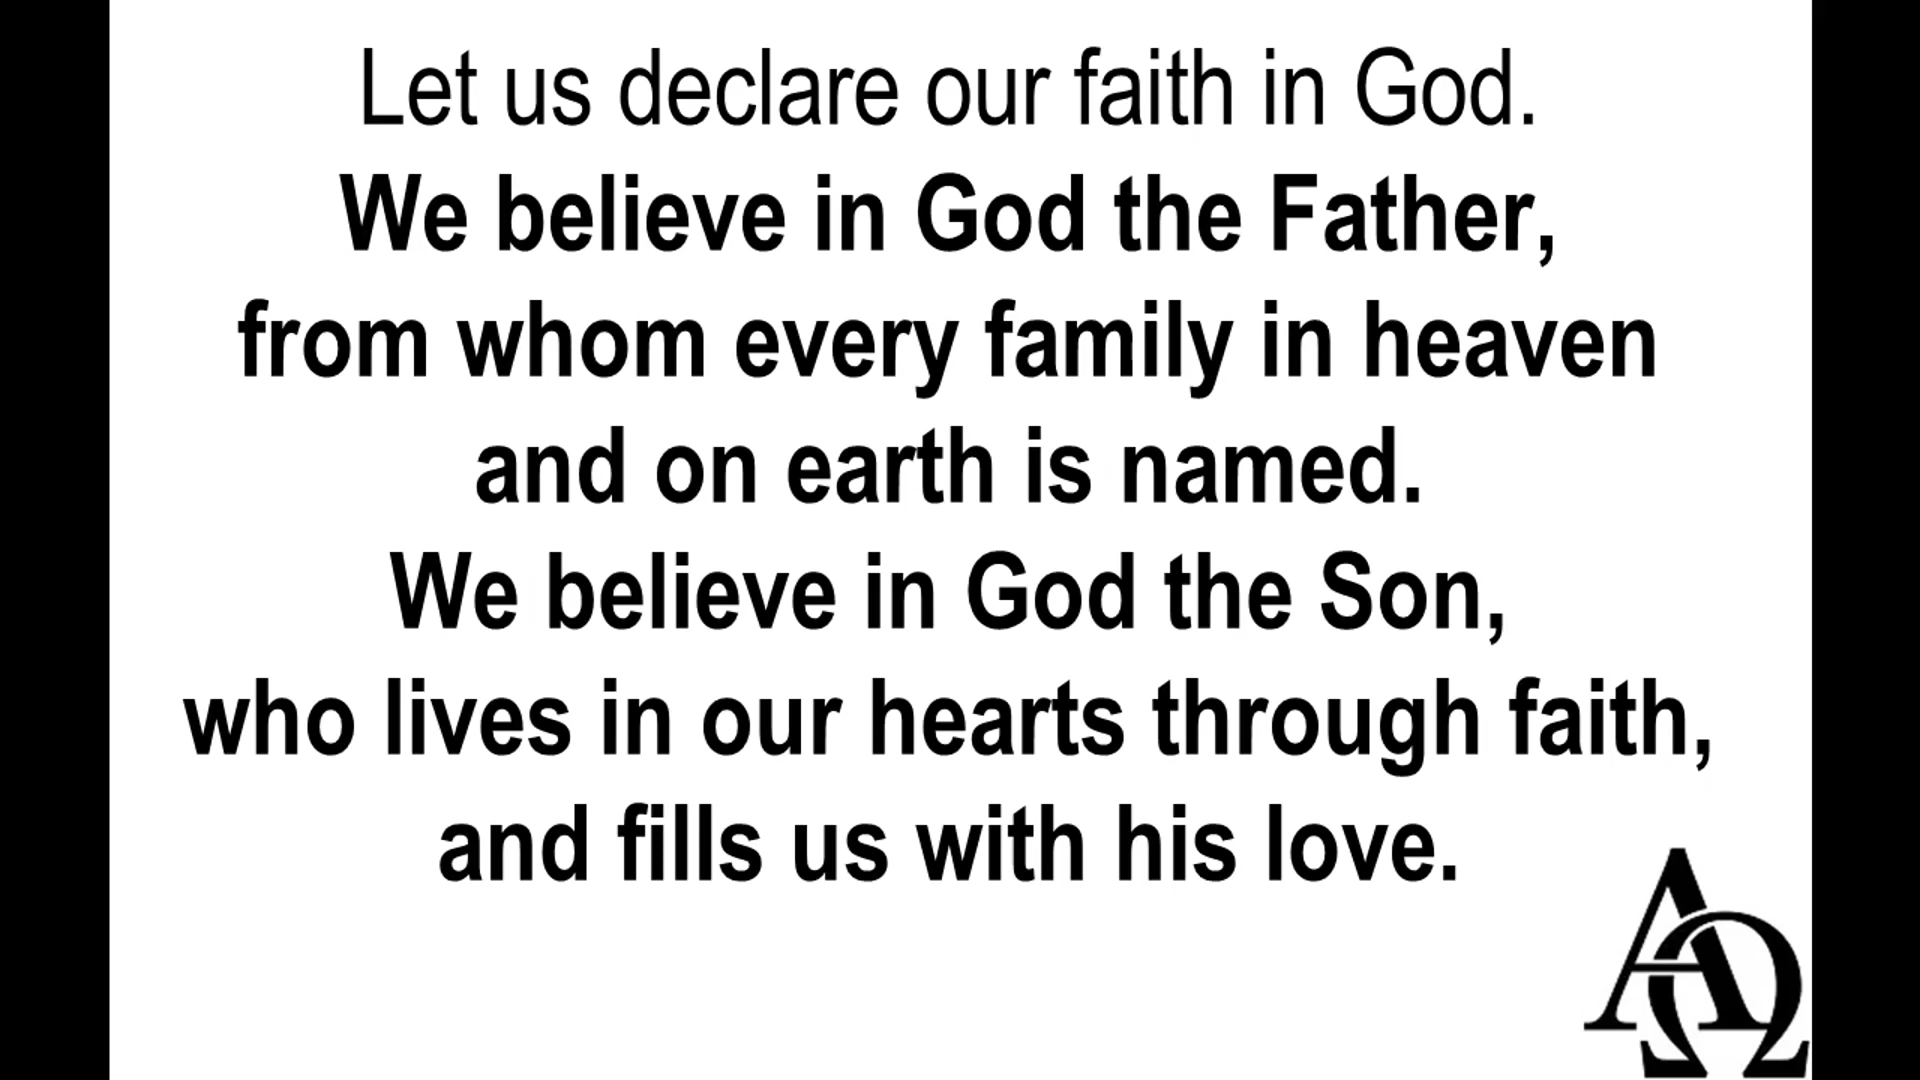 Let us declare our faith in God.
We believe in God the Father,
from whom every family in heaven
and on earth is named.
We believe in God the Son,
who lives in our hearts through faith,
and fills us with his love.
ΑΩ